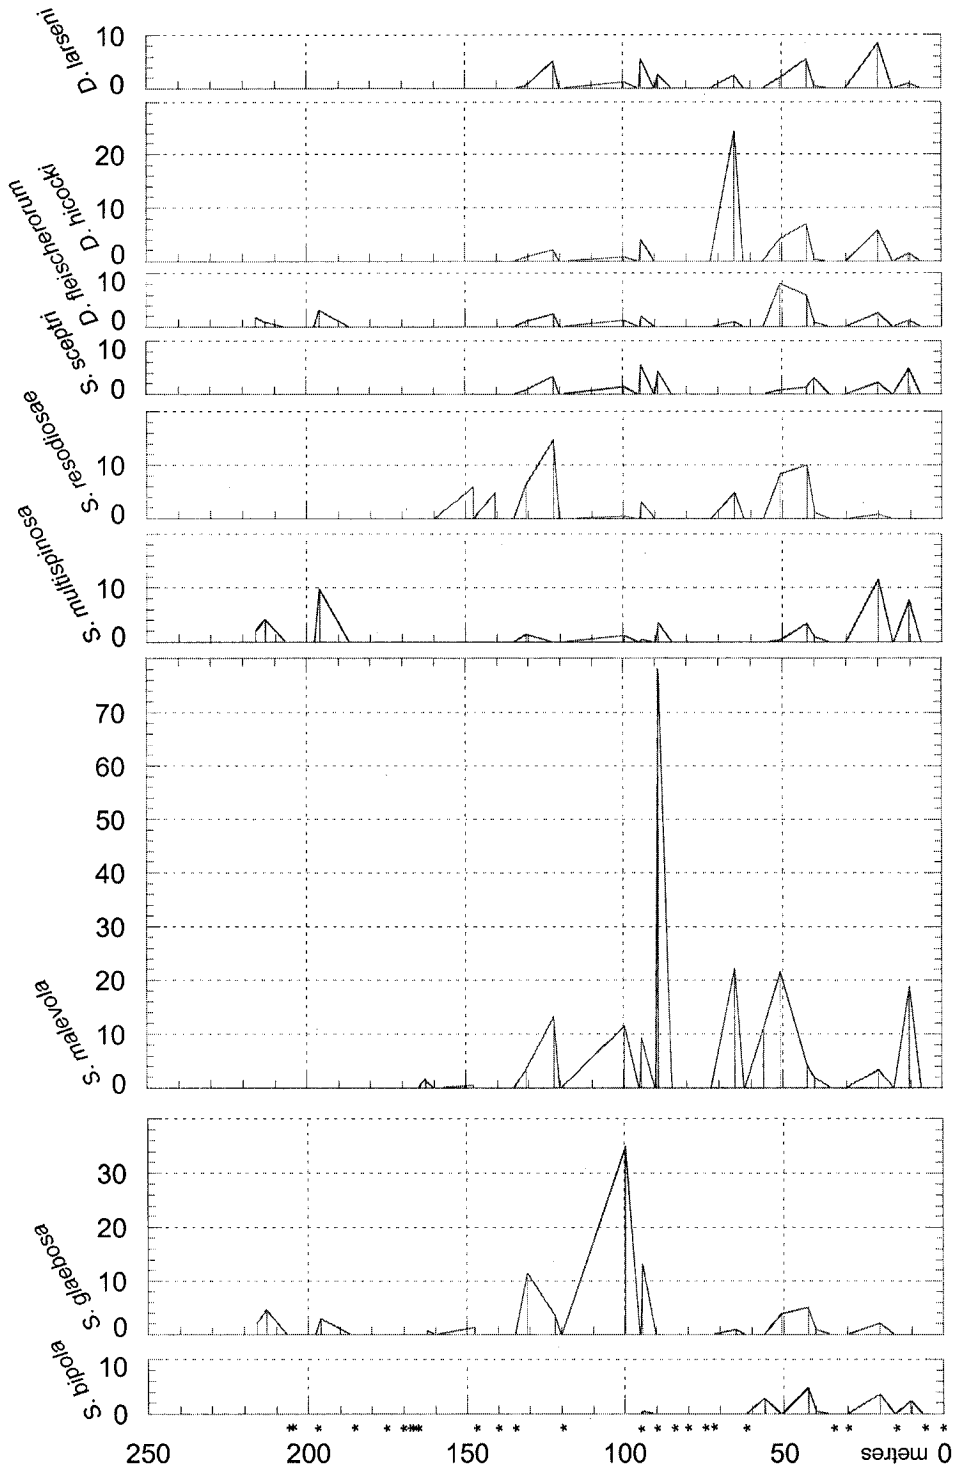 D. larseni
10
0
D. hicocki
20
10
0
D. fleischerorum
10
0
S. sceptri
10
0
S. resodiosae
10
0
S. multispinosa
10
0
S. malevola
70
60
50
40
30
20
10
0
S. glaebosa
30
20
10
0
S. bipola
10
0
** * * * ***** * * * * * * * * ** * ** * **
250 200 150 100 50 metres 0